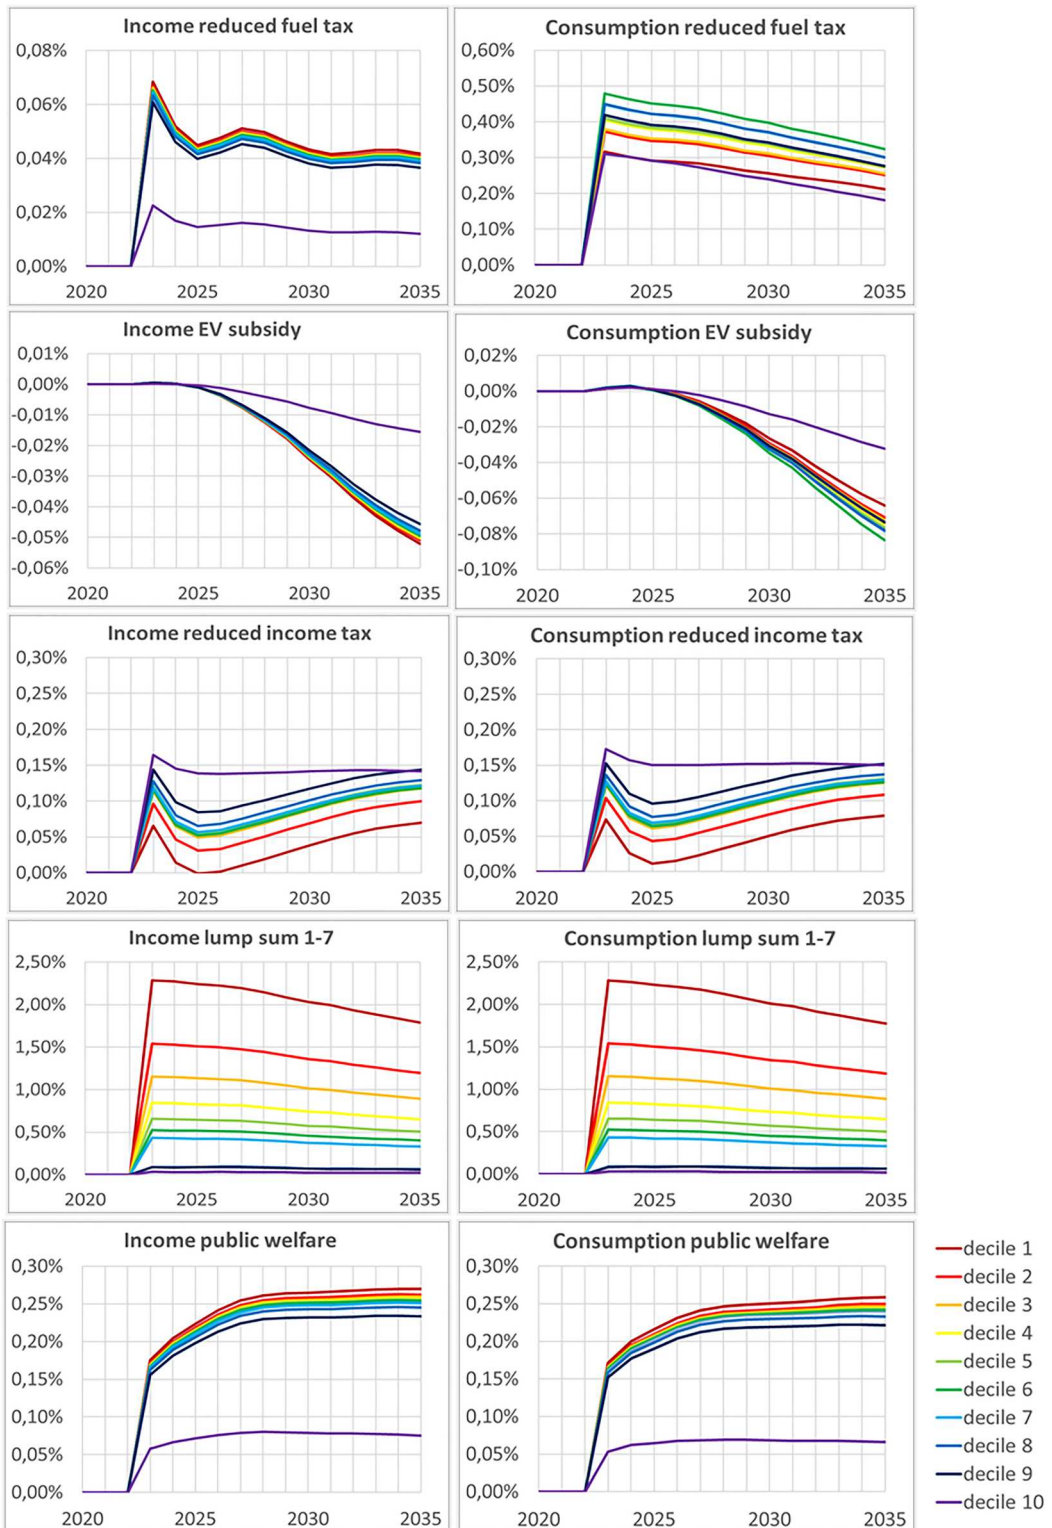 Income reduced fuel tax
0,08%
0,06%
0,04%
0,02%
0,00%
2020 2025 2030 2035
Consumption reduced fuel tax
0,60%
0,50%
0,40%
0,30%
0,20%
0,10%
0,00%
2020 2025 2030 2035
Income EV subsidy
0,01%
0,00%
-0,01%
-0,02%
-0,03%
-0,04%
-0,05%
-0,06%
2020 2025 2030 2035
Consumption EV subsidy
0,02%
0,00%
-0,02%
-0,04%
-0,06%
-0,08%
-0,10%
2020 2025 2030 2035
Income reduced income tax
0,30%
0,25%
0,20%
0,15%
0,10%
0,05%
0,00%
2020 2025 2030 2035
Consumption reduced income tax
0,30%
0,25%
0,20%
0,15%
0,10%
0,05%
0,00%
2020 2025 2030 2035
Income lump sum 1-7
2,50%
2,00%
1,50%
1,00%
0,50%
0,00%
2020 2025 2030 2035
Consumption lump sum 1-7
2,50%
2,00%
1,50%
1,00%
0,50%
0,00%
2020 2025 2030 2035
Income public welfare
0,30%
0,25%
0,20%
0,15%
0,10%
0,05%
0,00%
2020 2025 2030 2035
Consumption public welfare
0,30%
0,25%
0,20%
0,15%
0,10%
0,05%
0,00%
2020 2025 2030 2035
decile 1
decile 2
decile 3
decile 4
decile 5
decile 6
decile 7
decile 8
decile 9
decile 10